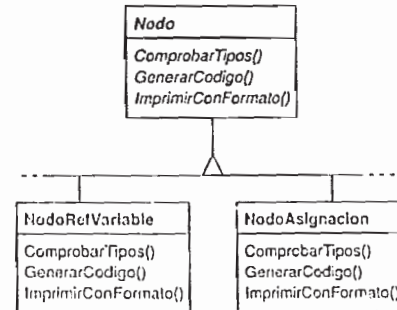 Nodo
ComprobarTipos()
GenerarCodigo()
ImprimirConFormato()
NodoRefVariable
ComprobarTipos()
GenerarCodigo()
ImprimirConFormato()
NodoAsignacion
ComprobarTipos()
GenerarCodigo()
ImprimirConFormato()